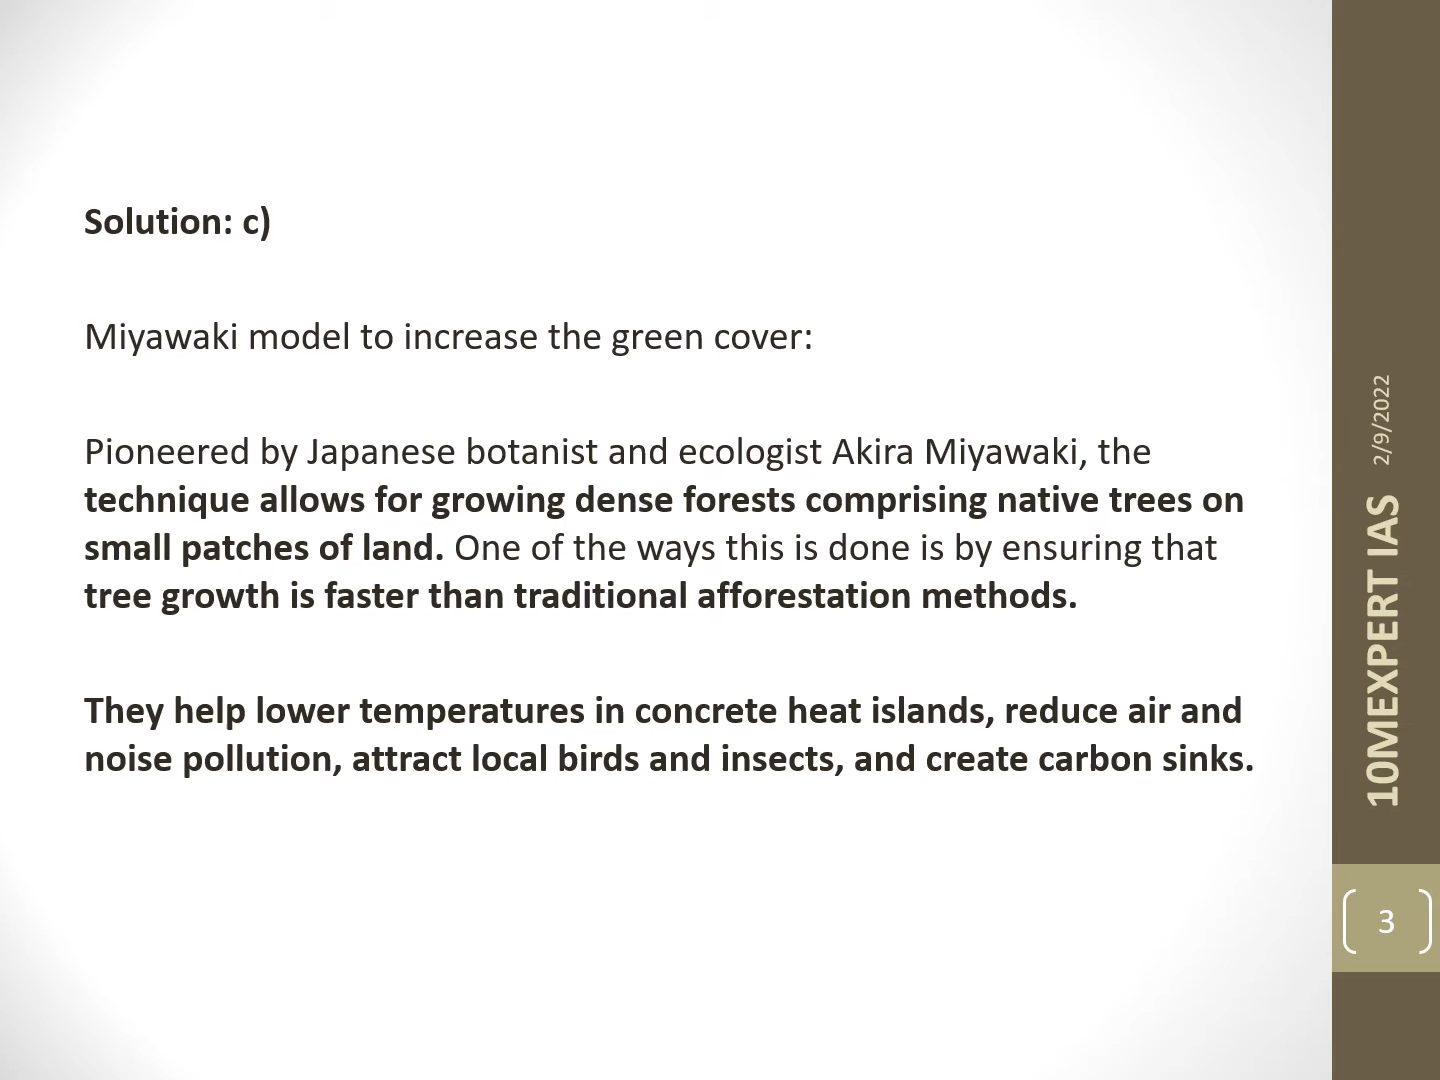 Solution: c)
Miyawaki model to increase the green cover:
Pioneered by Japanese botanist and ecologist Akira Miyawaki, the
technique allows for growing dense forests comprising native trees on
small patches of land. One of the ways this is done is by ensuring that
tree growth is faster than traditional afforestation methods.
They help lower temperatures in concrete heat islands, reduce air and
noise pollution, attract local birds and insects, and create carbon sinks.
10MEXPERT IAS
2/9/2022
3